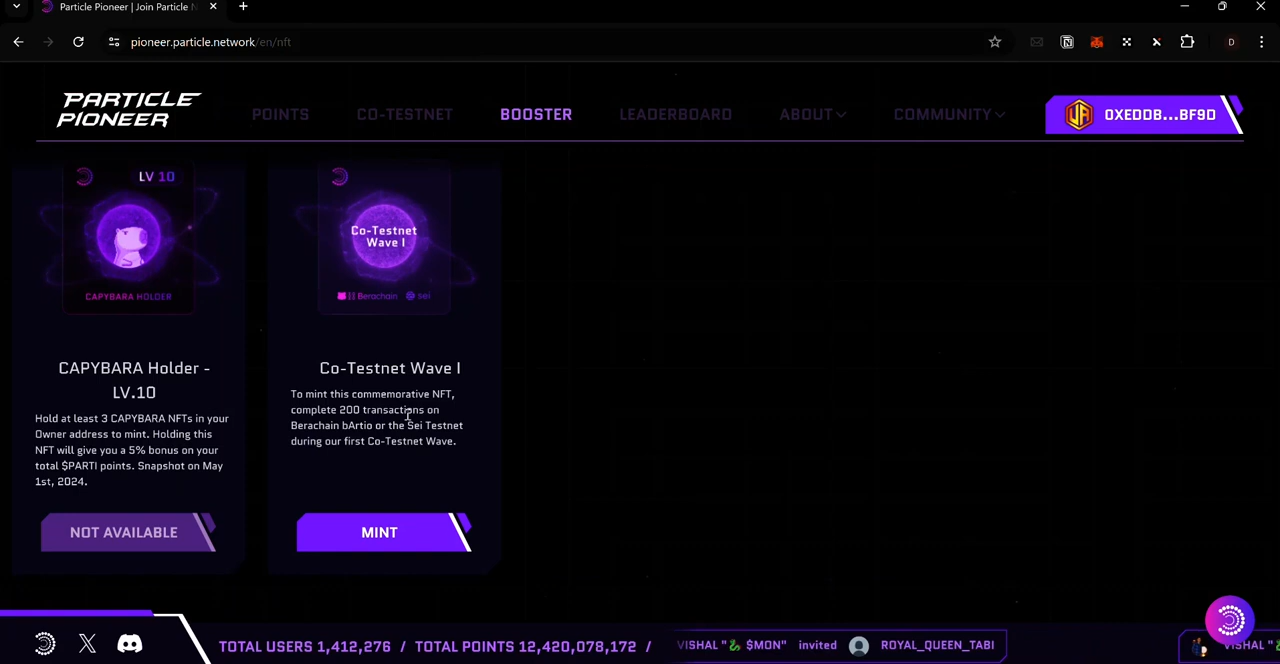 Particle Pioneer | Join Particle N
pioneer.particle.network/en/nft
D
PARTICLE
PIONEER
POINTS
CO-TESTNET
BOOSTER
LEADERBOARD
ABOUT
COMMUNITY
UA
0XEDDB...BF9D
LV 10
CAPYBARA HOLDER
Co-Testnet
Wave I
Berachain
sei
CAPYBARA Holder -
LV.10
Hold at least 3 CAPYBARA NFTs in your
Owner address to mint. Holding this
NFT will give you a 5% bonus on your
total $PARTI points. Snapshot on May
1st, 2024.
NOT AVAILABLE
Co-Testnet Wave I
To mint this commemorative NFT,
complete 200 transactions on
Berachain bArtio or the Sei Testnet
during our first Co-Testnet Wave.
MINT
TOTAL USERS 1,412,276 / TOTAL POINTS 12,420,078,172 /
VISHAL "🐉 $MON" invited ROYAL_QUEEN_TABI
VISHAL "🐉